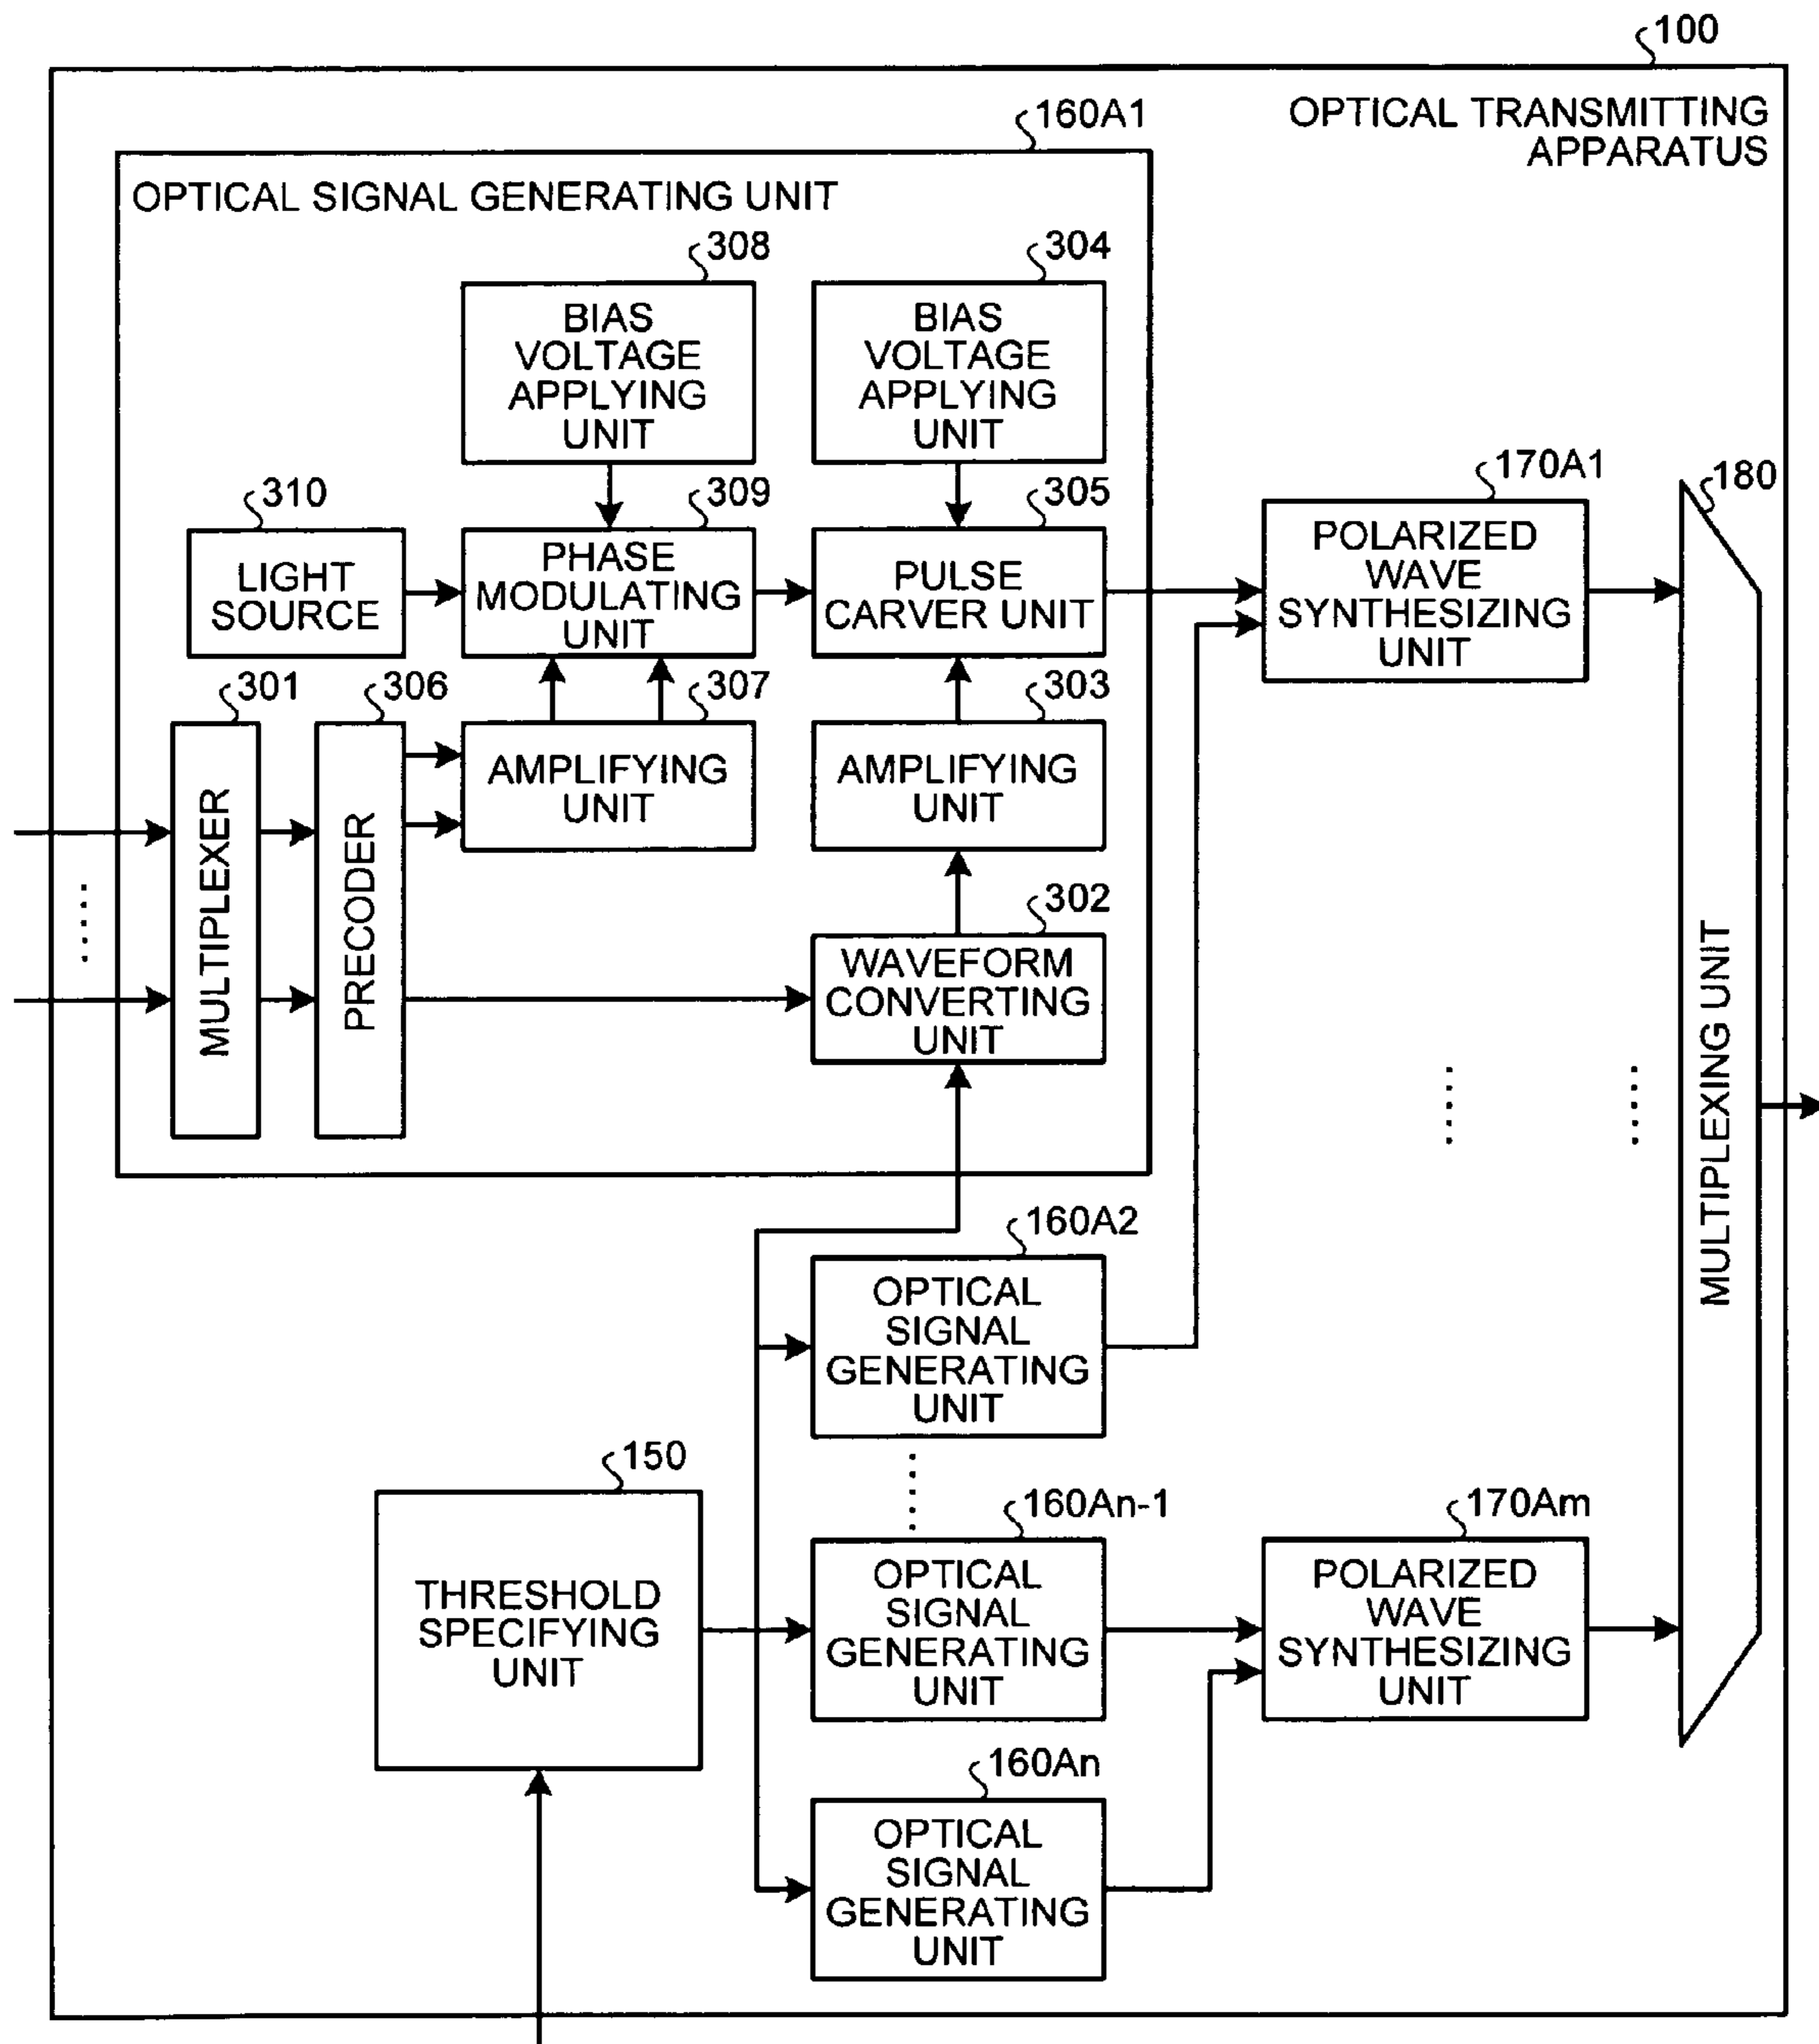 100
OPTICAL TRANSMITTING
APPARATUS
160A1
OPTICAL SIGNAL GENERATING UNIT
308
BIAS
VOLTAGE
APPLYING
UNIT
304
BIAS
VOLTAGE
APPLYING
UNIT
310
LIGHT
SOURCE
309
PHASE
MODULATING
UNIT
305
PULSE
CARVER UNIT
170A1
POLARIZED
WAVE
SYNTHESIZING
UNIT
180
MULTIPLEXING UNIT
301
MULTIPLEXER
306
PRECODER
307
AMPLIFYING
UNIT
303
AMPLIFYING
UNIT
302
WAVEFORM
CONVERTING
UNIT
160A2
OPTICAL
SIGNAL
GENERATING
UNIT
150
THRESHOLD
SPECIFYING
UNIT
160An-1
OPTICAL
SIGNAL
GENERATING
UNIT
170Am
POLARIZED
WAVE
SYNTHESIZING
UNIT
160An
OPTICAL
SIGNAL
GENERATING
UNIT